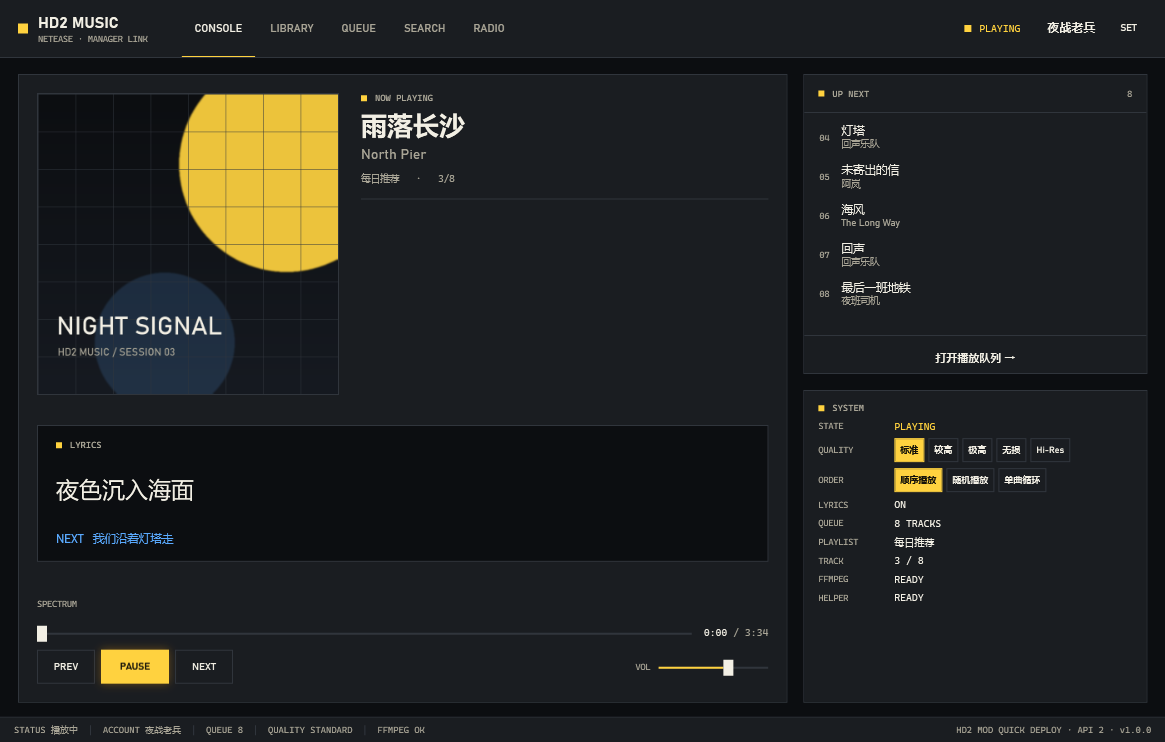 HD2 MUSIC
NETEASE · MANAGER LINK
CONSOLE LIBRARY QUEUE SEARCH RADIO
PLAYING 夜战老兵 SET
NIGHT SIGNAL
HD2 MUSIC / SESSION 03
NOW PLAYING
雨落长沙
North Pier
每日推荐 · 3/8
LYRICS
夜色沉入海面
NEXT 我们沿着灯塔走
SPECTRUM
0:00 / 3:34
PREV PAUSE NEXT
VOL
UP NEXT 8
04 灯塔
回声乐队
05 未寄出的信
阿岚
06 海风
The Long Way
07 回声
回声乐队
08 最后一班地铁
夜班司机
打开播放队列 →
SYSTEM
STATE PLAYING
QUALITY 标准 较高 极高 无损 Hi-Res
ORDER 顺序播放 随机播放 单曲循环
LYRICS ON
QUEUE 8 TRACKS
PLAYLIST 每日推荐
TRACK 3 / 8
FFMPEG READY
HELPER READY
STATUS 播放中 ACCOUNT 夜战老兵 QUEUE 8 QUALITY STANDARD FFMPEG OK
HD2 MOD QUICK DEPLOY · API 2 · v1.0.0